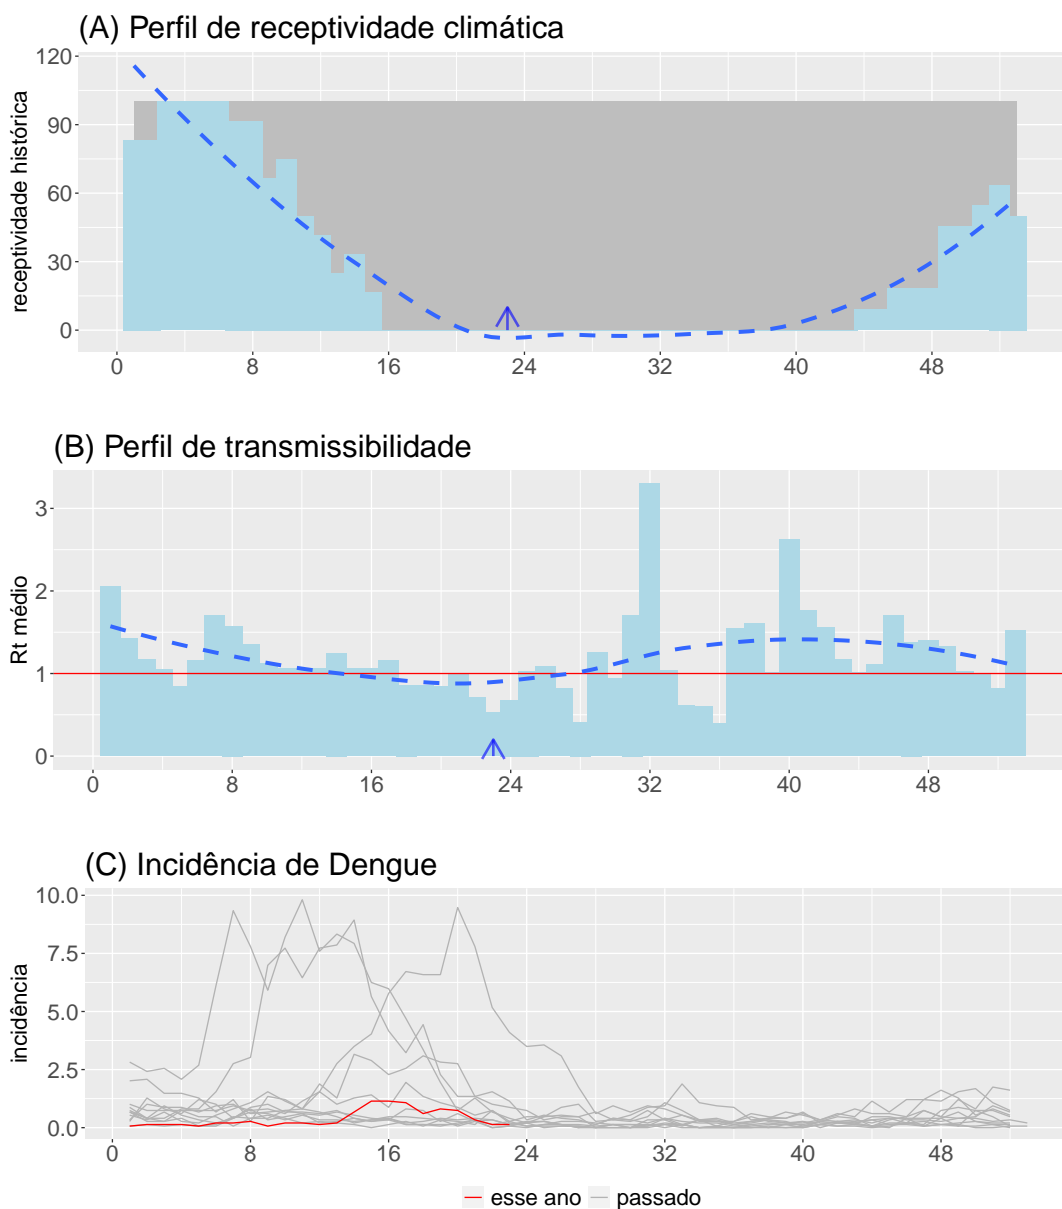 (A) Perfil de receptividade climática
receptividade histórica
120
90
60
30
0
0 8 16 24 32 40 48
(B) Perfil de transmissibilidade
Rt médio
3
2
1
0
0 8 16 24 32 40 48
(C) Incidência de Dengue
incidência
10.0
7.5
5.0
2.5
0.0
0 8 16 24 32 40 48
esse ano passado